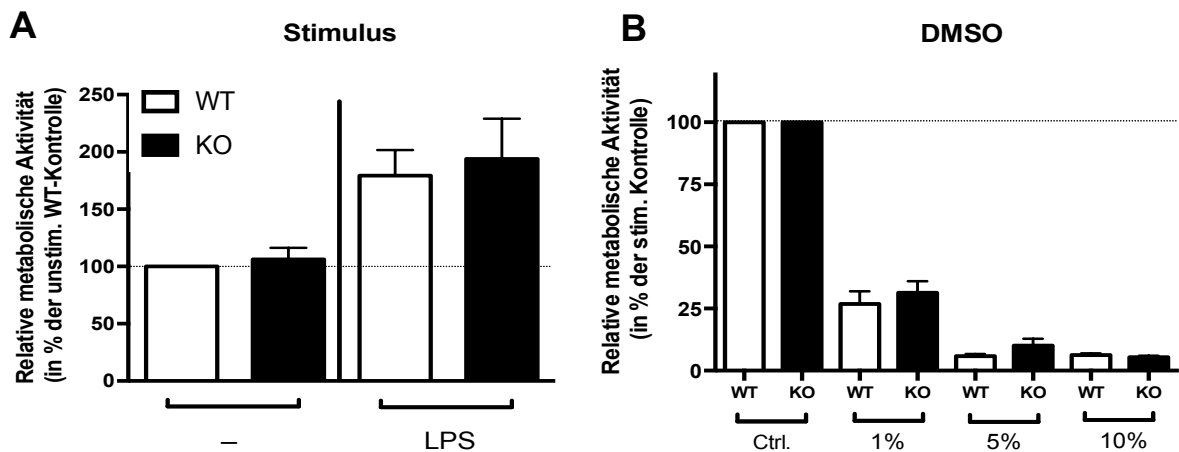 A
Stimulus
Relative metabolische Aktivität
(in % der unstim. WT-Kontrolle)
250
200
150
100
50
0
WT
KO
–
LPS
B
DMSO
Relative metabolische Aktivität
(in % der stim. Kontrolle)
100
75
50
25
0
WT KO WT KO WT KO WT KO
Ctrl. 1% 5% 10%